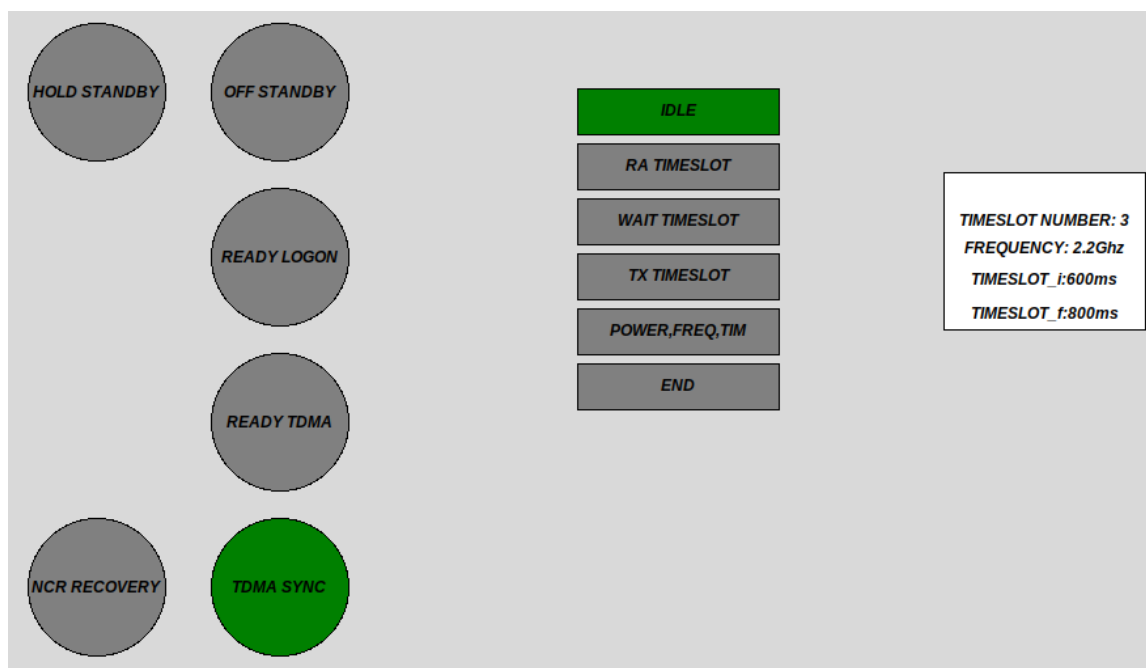 HOLD STANDBY
OFF STANDBY
READY LOGON
READY TDMA
NCR RECOVERY
TDMA SYNC
IDLE
RA TIMESLOT
WAIT TIMESLOT
TX TIMESLOT
POWER,FREQ,TIM
END
TIMESLOT NUMBER: 3
FREQUENCY: 2.2Ghz
TIMESLOT_i:600ms
TIMESLOT_f:800ms